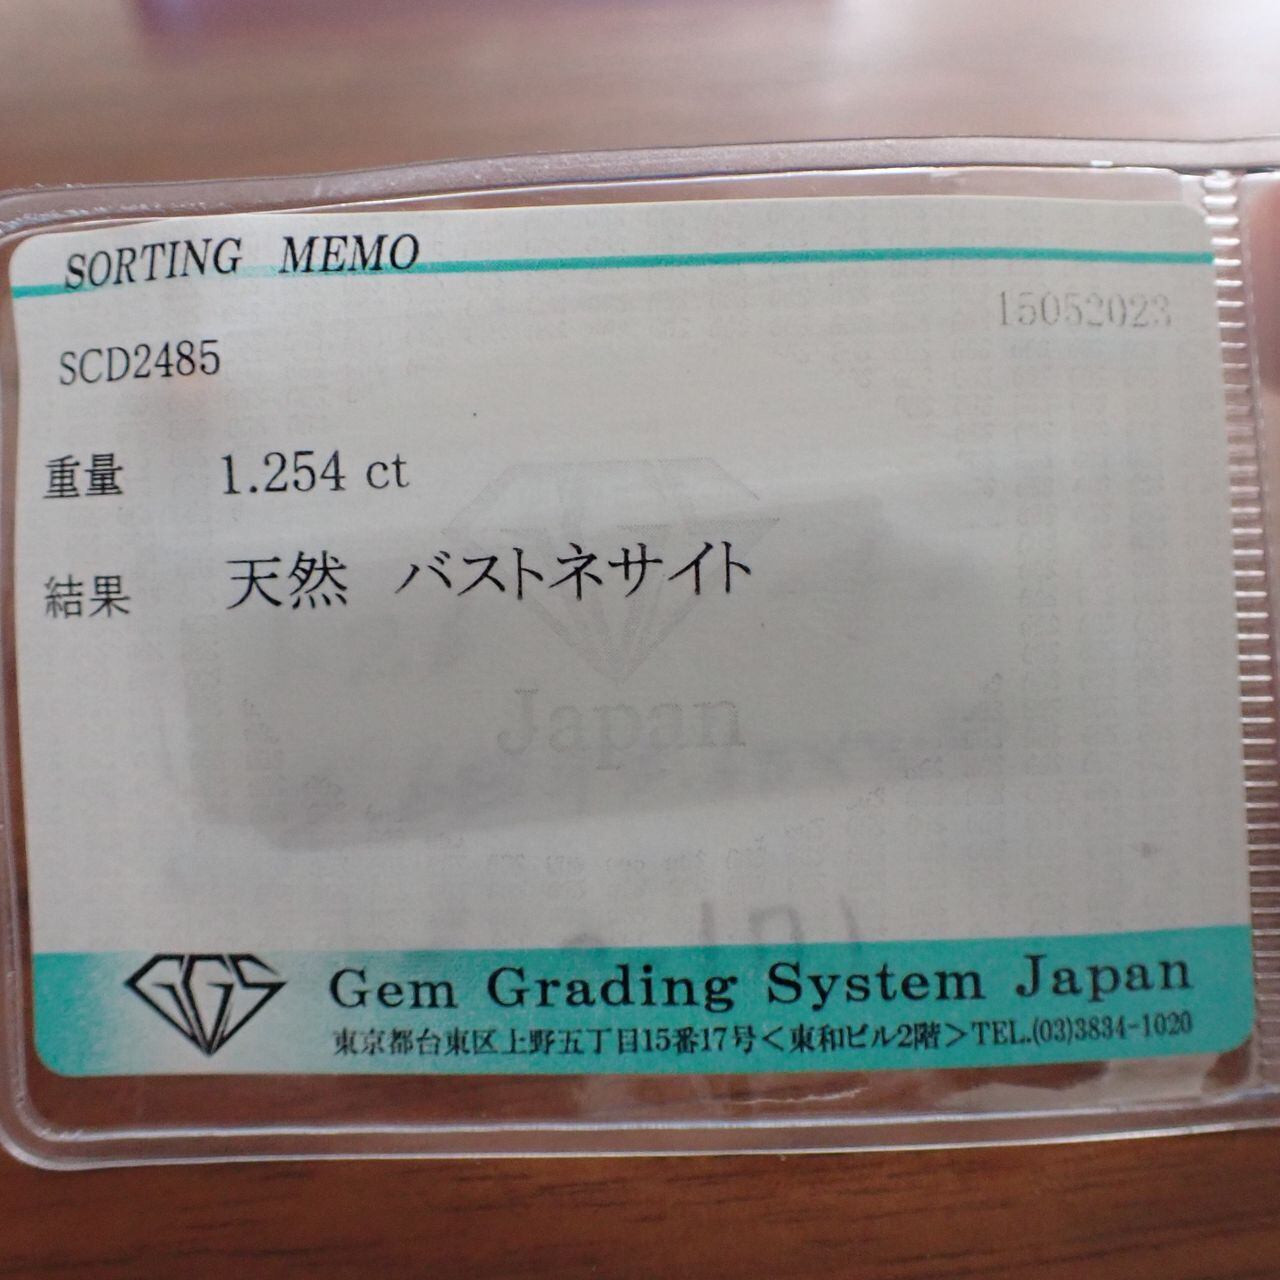 SORTING MEMO
15052023
SCD2485
重量 1.254 ct
結果 天然 バストネサイト
Japan
GGS Gem Grading System Japan
東京都台東区上野五丁目15番17号<東和ビル2階>TEL.(03)3834-1020